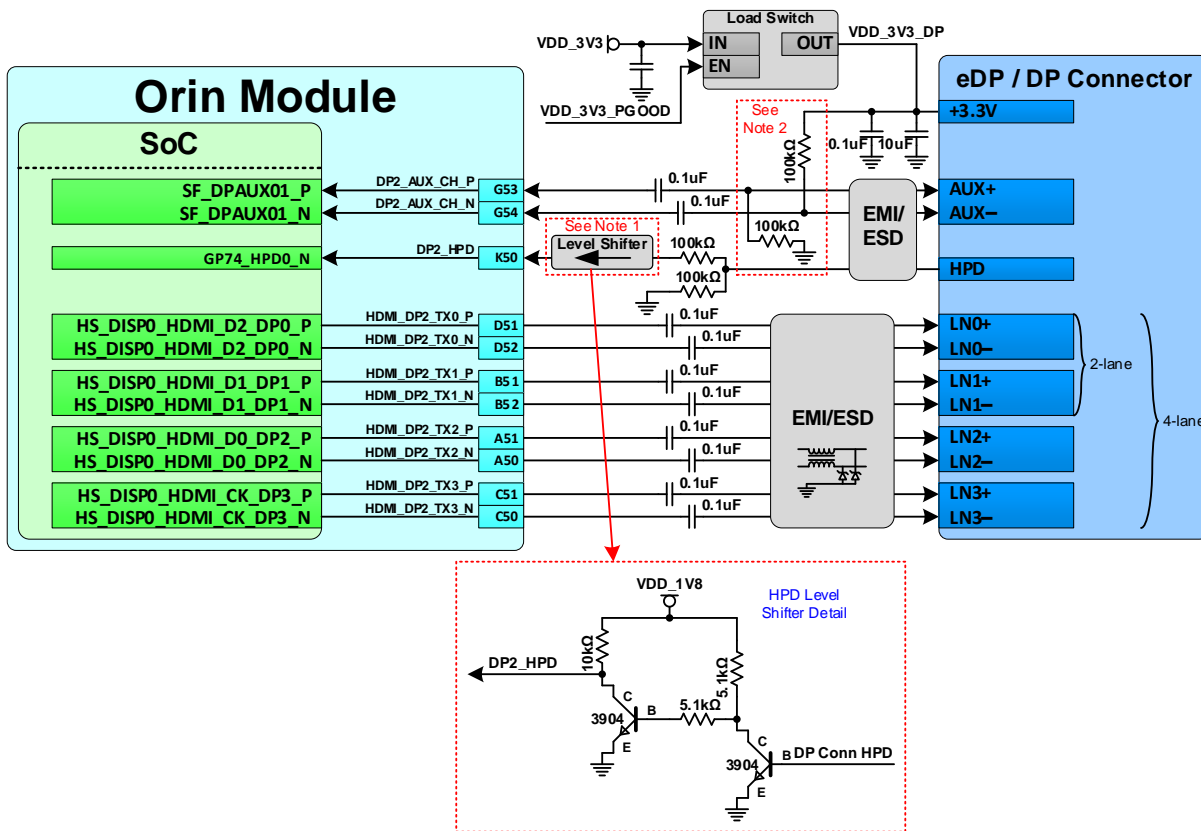 Load Switch
VDD_3V3
IN
OUT
VDD_3V3_DP
EN
VDD_3V3_PGOOD
Orin Module
SoC
eDP / DP Connector
+3.3V
See
Note 2
100kΩ
0.1uF
10uF
SF_DPAUX01_P
DP2_AUX_CH_P
G53
0.1uF
AUX+
SF_DPAUX01_N
DP2_AUX_CH_N
G54
0.1uF
AUX−
EMI/
ESD
100kΩ
See Note 1
Level Shifter
GP74_HPD0_N
DP2_HPD
K50
100kΩ
100kΩ
HPD
HS_DISP0_HDMI_D2_DP0_P
HDMI_DP2_TX0_P
D51
0.1uF
LN0+
HS_DISP0_HDMI_D2_DP0_N
HDMI_DP2_TX0_N
D52
0.1uF
LN0−
HS_DISP0_HDMI_D1_DP1_P
HDMI_DP2_TX1_P
B51
0.1uF
LN1+
HS_DISP0_HDMI_D1_DP1_N
HDMI_DP2_TX1_N
B52
0.1uF
LN1−
2-lane
EMI/ESD
4-lane
HS_DISP0_HDMI_D0_DP2_P
HDMI_DP2_TX2_P
A51
0.1uF
LN2+
HS_DISP0_HDMI_D0_DP2_N
HDMI_DP2_TX2_N
A50
0.1uF
LN2−
HS_DISP0_HDMI_CK_DP3_P
HDMI_DP2_TX3_P
C51
0.1uF
LN3+
HS_DISP0_HDMI_CK_DP3_N
HDMI_DP2_TX3_N
C50
0.1uF
LN3−
VDD_1V8
HPD Level
Shifter Detail
10kΩ
DP2_HPD
5.1kΩ
C
5.1kΩ
B
3904
E
C
B
DP Conn HPD
3904
E